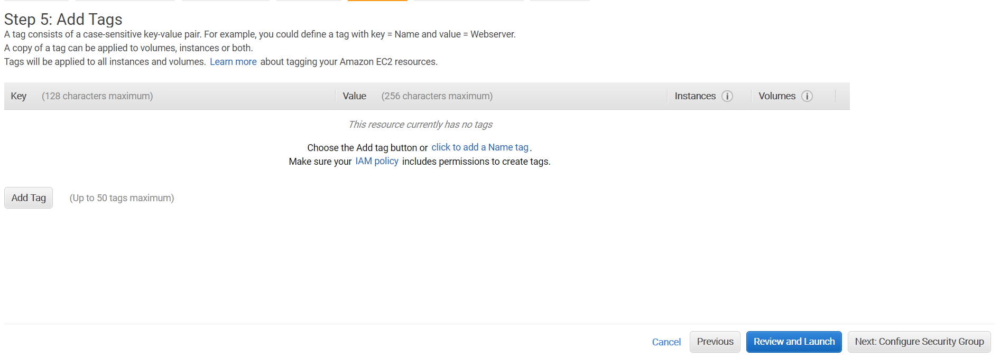 Step 5: Add Tags
A tag consists of a case-sensitive key-value pair. For example, you could define a tag with key = Name and value = Webserver.
A copy of a tag can be applied to volumes, instances or both.
Tags will be applied to all instances and volumes. Learn more about tagging your Amazon EC2 resources.
Key (128 characters maximum) Value (256 characters maximum) Instances i Volumes i
This resource currently has no tags
Choose the Add tag button or click to add a Name tag.
Make sure your IAM policy includes permissions to create tags.
Add Tag (Up to 50 tags maximum)
Cancel Previous Review and Launch Next: Configure Security Group